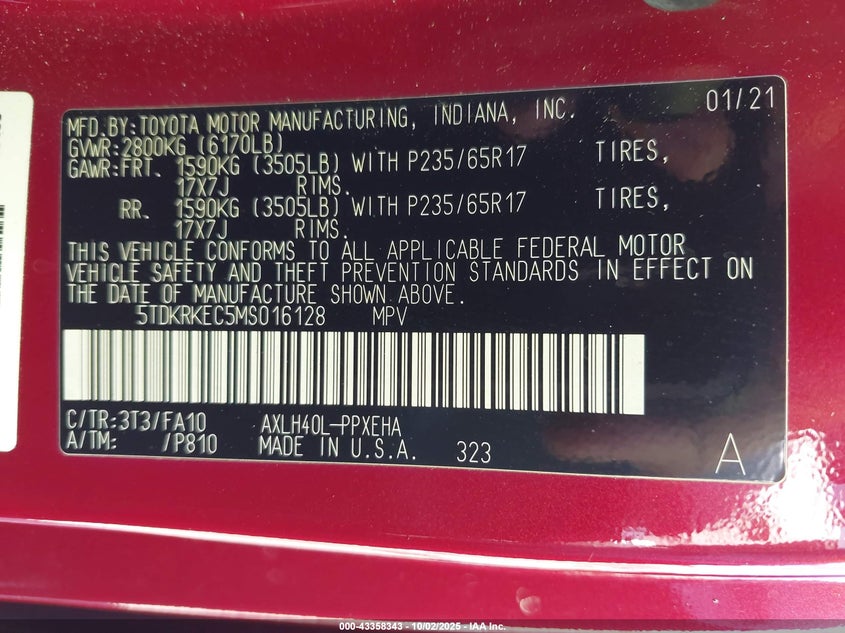 MFD.BY:TOYOTA MOTOR MANUFACTURING, INDIANA, INC. 01/21
GVWR:2800KG (6170LB)
GAWR:FRT. 1590KG (3505LB) WITH P235/65R17 TIRES,
17X7J RIMS.
RR. 1590KG (3505LB) WITH P235/65R17 TIRES,
17X7J RIMS.
THIS VEHICLE CONFORMS TO ALL APPLICABLE FEDERAL MOTOR
VEHICLE SAFETY AND THEFT PREVENTION STANDARDS IN EFFECT ON
THE DATE OF MANUFACTURE SHOWN ABOVE.
5TDKRKEC5MS016128 MPV
C/TR:3T3/FA10 AXLH40L-PPXEHA
A/TM: /P810 MADE IN U.S.A. 323 A
000-43358343 - 10/02/2025 - IAA Inc.